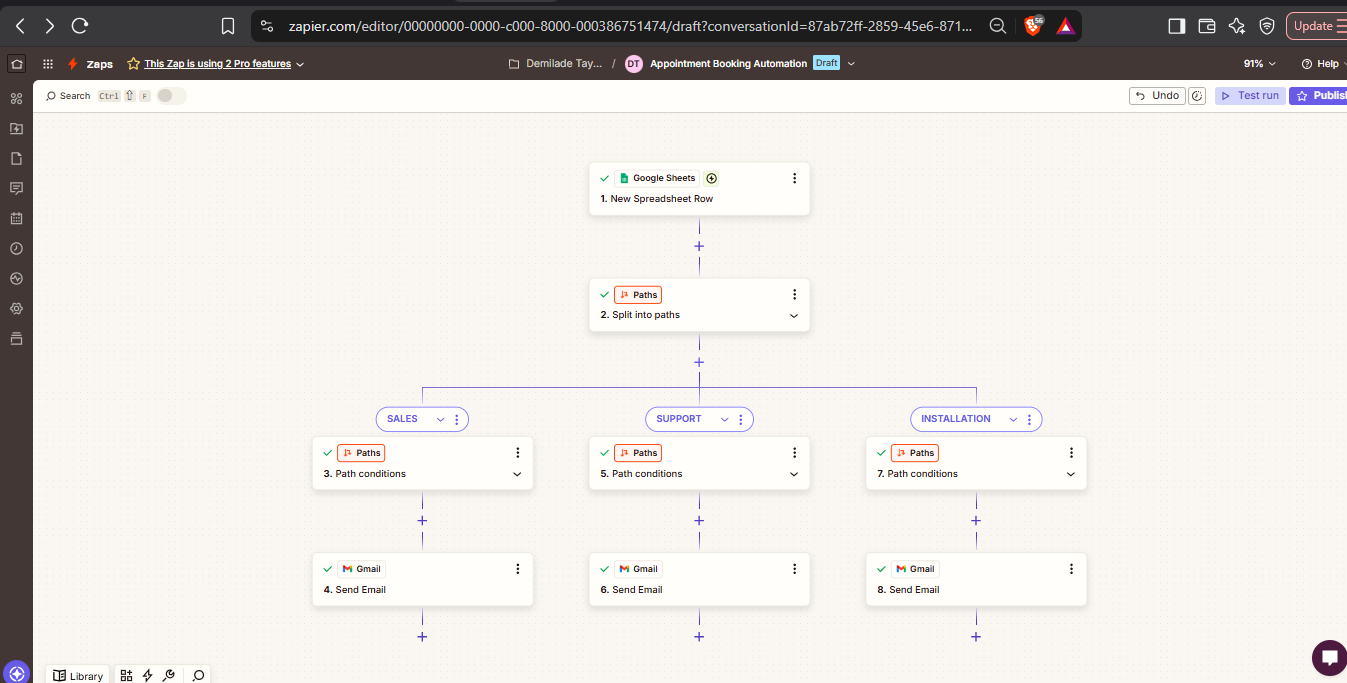 zapier.com/editor/00000000-0000-c000-8000-000386751474/draft?conversationId=87ab72ff-2859-45e6-871...
56
Update
Zaps
This Zap is using 2 Pro features
Demilade Tay... / DT Appointment Booking Automation Draft
91%
Help
Search Ctrl ⇧ F
Undo
Test run
Publis
Google Sheets
1. New Spreadsheet Row
Paths
2. Split into paths
SALES
SUPPORT
INSTALLATION
Paths
3. Path conditions
Paths
5. Path conditions
Paths
7. Path conditions
Gmail
4. Send Email
Gmail
6. Send Email
Gmail
8. Send Email
Library